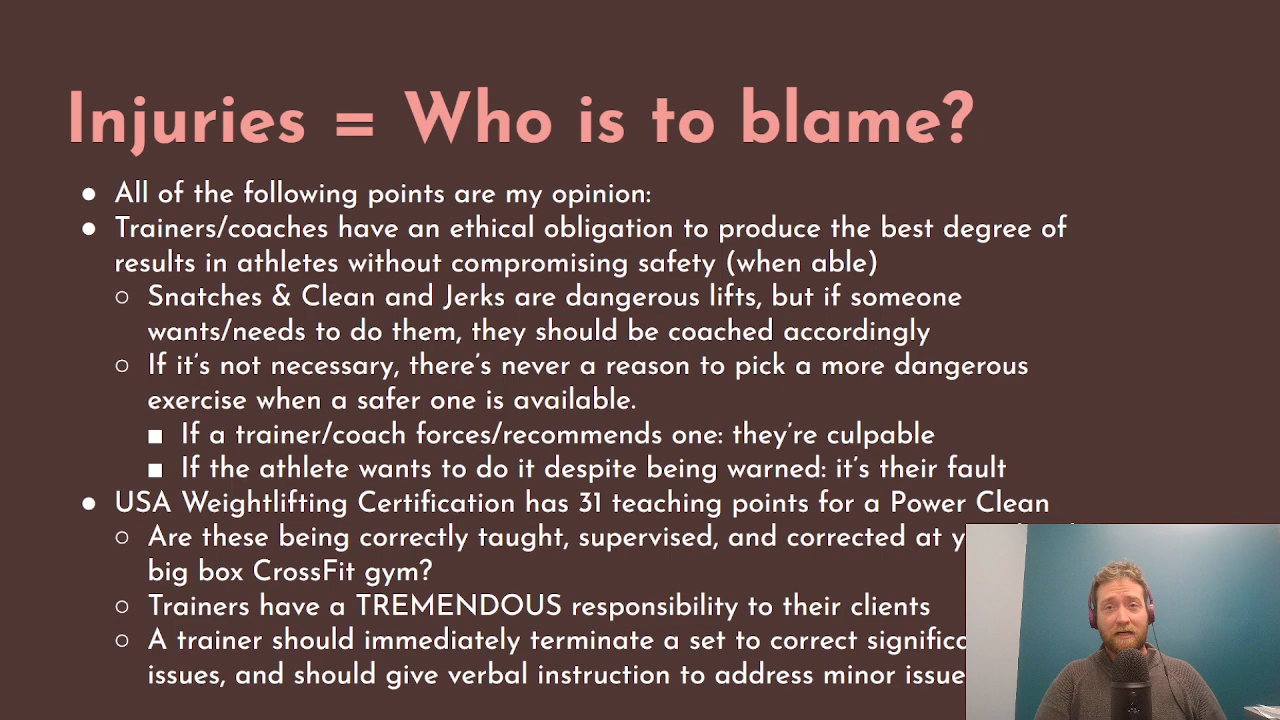 Injuries = Who is to blame?
● All of the following points are my opinion:
● Trainers/coaches have an ethical obligation to produce the best degree of
results in athletes without compromising safety (when able)
○ Snatches & Clean and Jerks are dangerous lifts, but if someone
wants/needs to do them, they should be coached accordingly
○ If it's not necessary, there's never a reason to pick a more dangerous
exercise when a safer one is available.
■ If a trainer/coach forces/recommends one: they're culpable
■ If the athlete wants to do it despite being warned: it's their fault
● USA Weightlifting Certification has 31 teaching points for a Power Clean
○ Are these being correctly taught, supervised, and corrected at
big box CrossFit gym?
○ Trainers have a TREMENDOUS responsibility to their clients
○ A trainer should immediately terminate a set to correct
issues, and should give verbal instruction to address minor